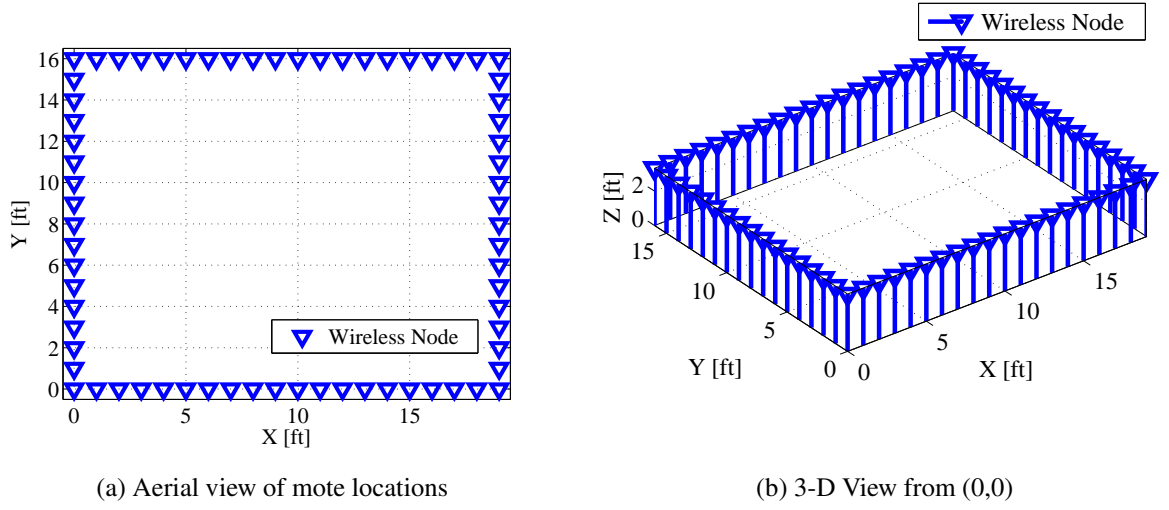 16
14
12
10
8
6
4
2
0
Y [ft]
0
5
10
15
X [ft]
Wireless Node
(a) Aerial view of mote locations
Wireless Node
Z [ft]
2
0
15
10
5
0
Y [ft]
0
5
10
15
X [ft]
(b) 3-D View from (0,0)